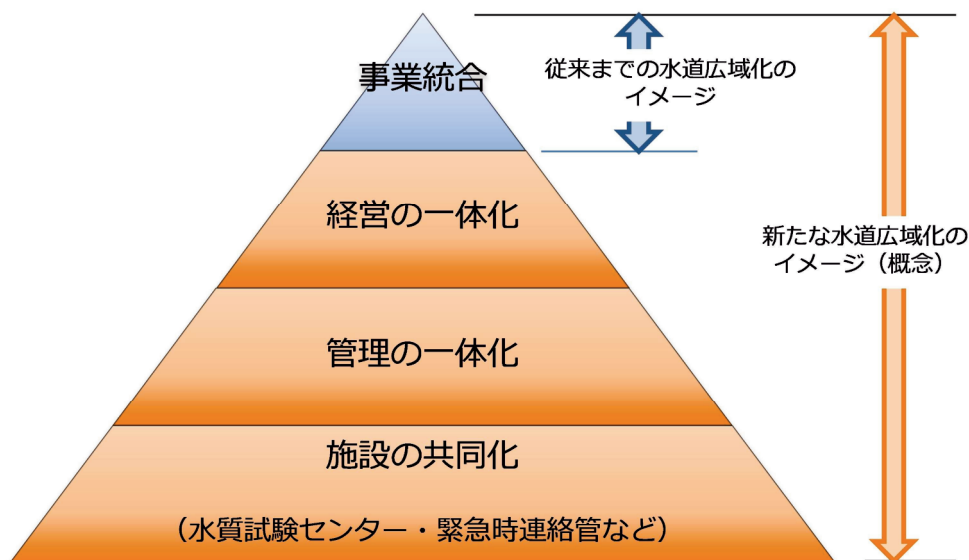 事業統合
従来までの水道広域化の
イメージ
経営の一体化
新たな水道広域化の
イメージ（概念）
管理の一体化
施設の共同化
（水質試験センター・緊急時連絡管など）